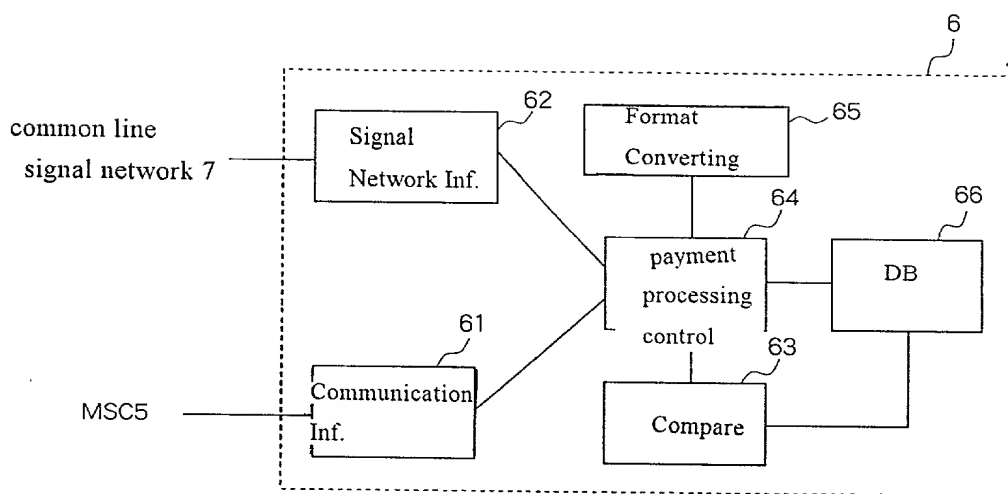 6
common line
signal network 7
62
Signal
Network Inf.
65
Format
Converting
64
payment
processing
control
66
DB
61
Communication
Inf.
MSC5
63
Compare